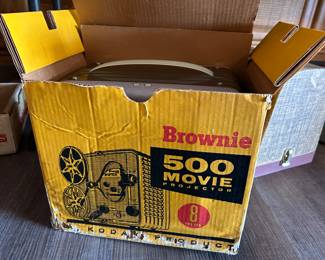 Brownie
500
MOVIE
PROJECTOR
8
A KODAK PRODUCT